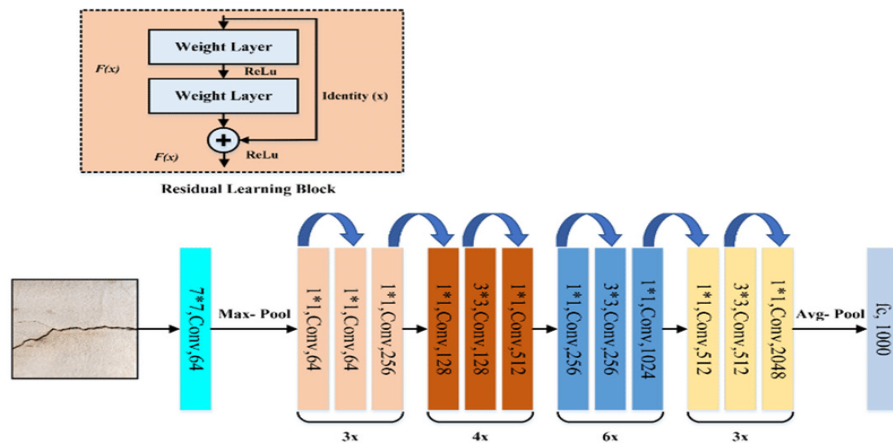 Weight Layer
F(x)
ReLu
Weight Layer
Identity (x)
+
F(x)
ReLu
Residual Learning Block
7*7,Conv,64
Max- Pool
1*1,Conv,64
1*1,Conv,64
1*1,Conv,256
1*1,Conv,128
3*3,Conv,128
1*1,Conv,512
1*1,Conv,256
3*3,Conv,256
1*1,Conv,1024
1*1,Conv,512
3*3,Conv,512
1*1,Conv,2048
Avg- Pool
fc, 1000
3x
4x
6x
3x